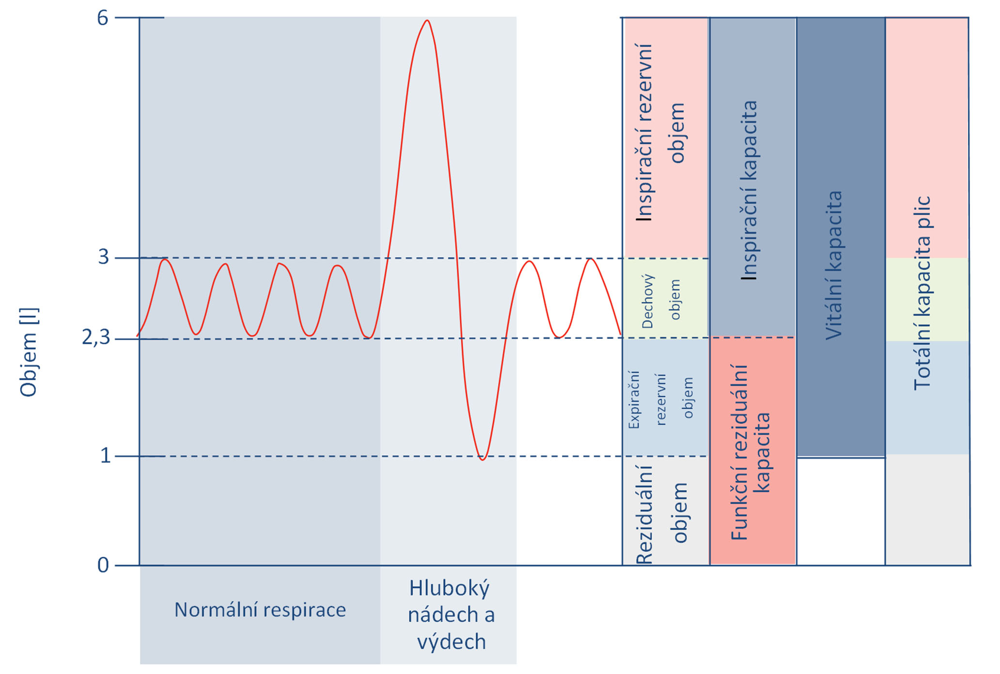 6
3
2,3
1
0
Objem [l]
Normální respirace
Hluboký
nádech a
výdech
Inspirační rezervní
objem
Dechový
objem
Expirační
rezervní
objem
Reziduální
objem
Inspirační kapacita
Funkční reziduální
kapacita
Vitální kapacita
Totální kapacita plic